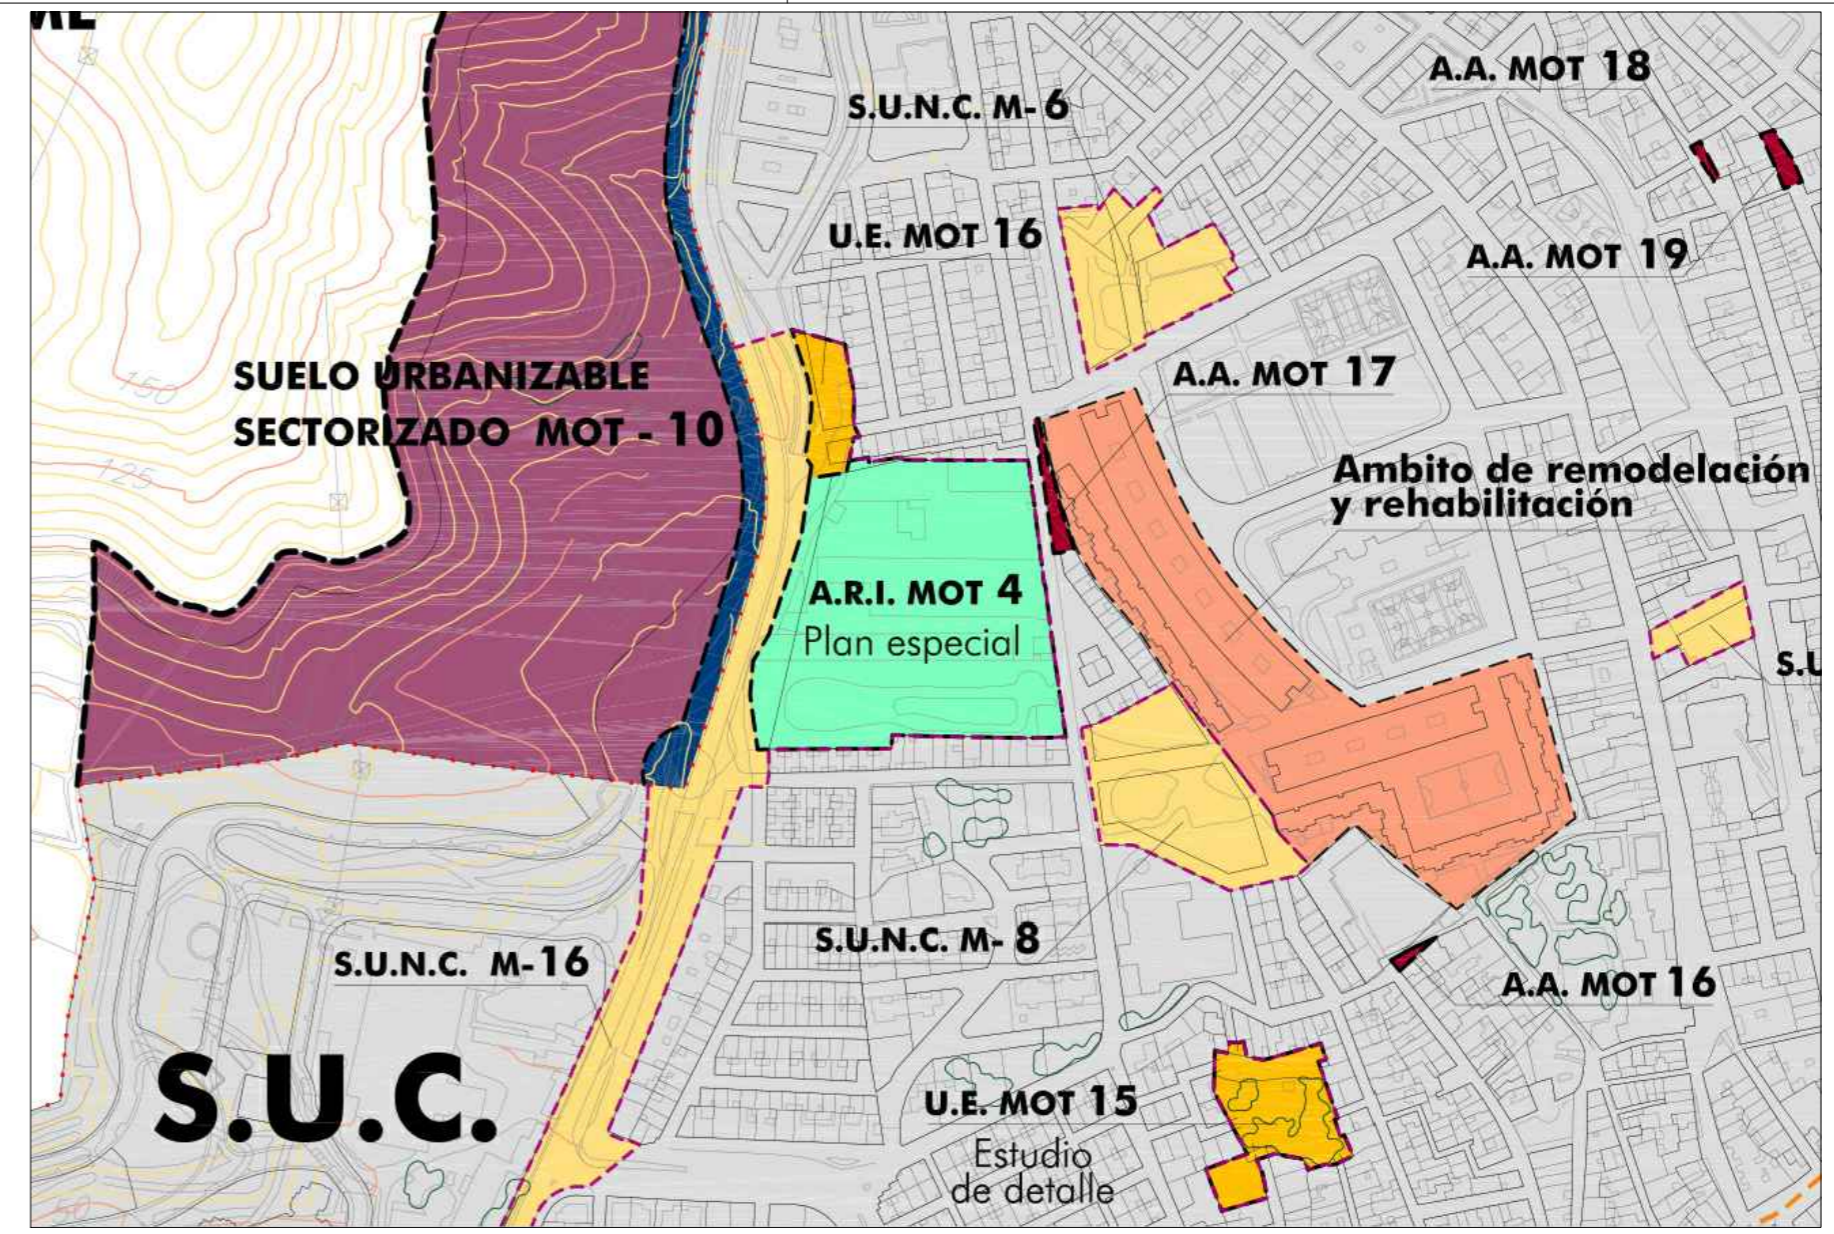 A.A. MOT 18
S.U.N.C. M- 6
U.E. MOT 16
A.A. MOT 19
SUELO URBANIZABLE
SECTORIZADO MOT - 10
150
A.A. MOT 17
125
Ambito de remodelación
y rehabilitación
A.R.I. MOT 4
Plan especial
S.U
S.U.N.C. M- 8
S.U.N.C. M- 16
A.A. MOT 16
S.U.C.
U.E. MOT 15
Estudio
de detalle